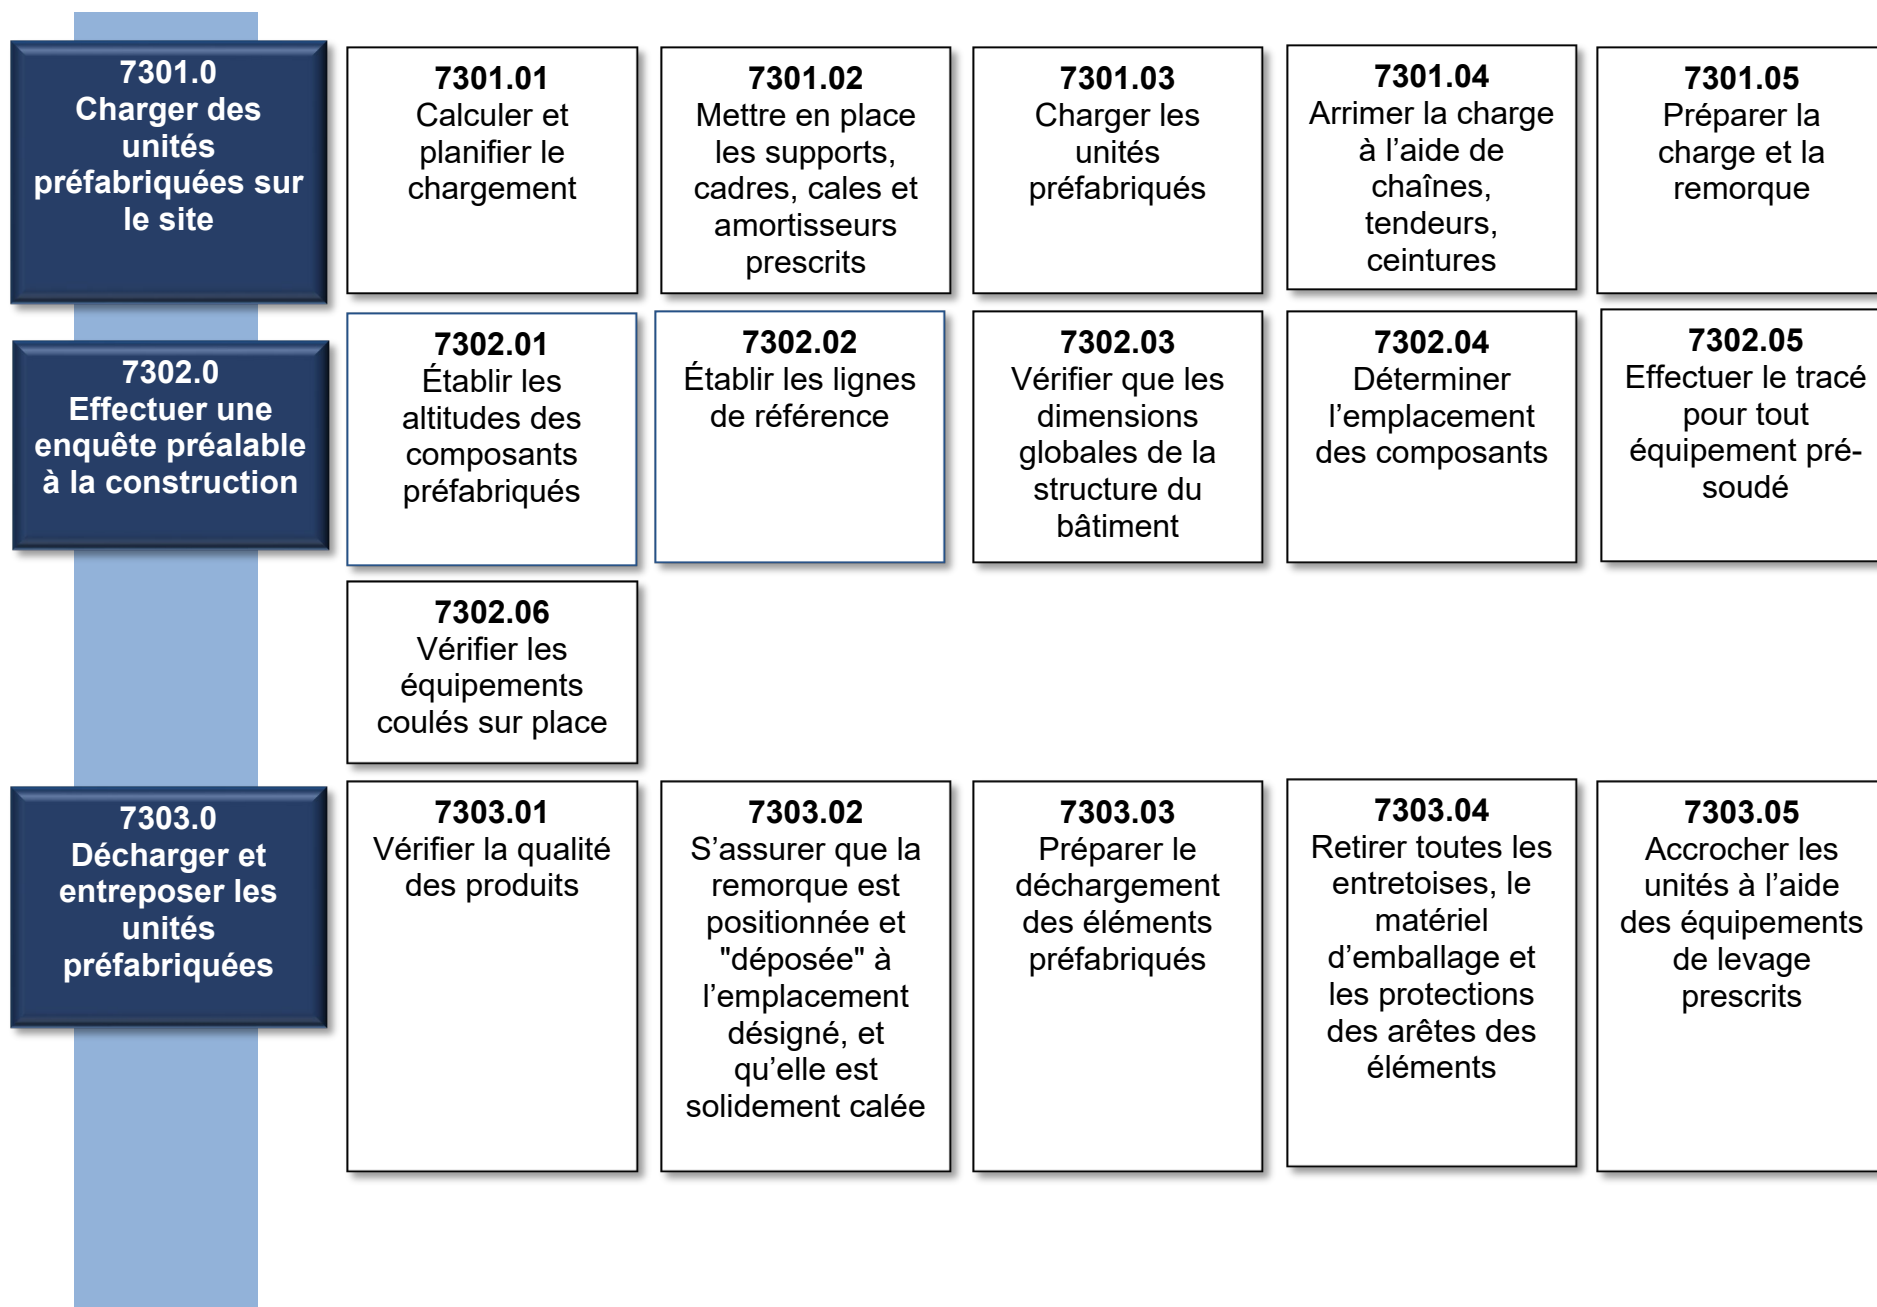 7301.0
Charger des
unités
préfabriquées sur
le site
7301.01
Calculer et
planifier le
chargement
7301.02
Mettre en place
les supports,
cadres, cales et
amortisseurs
prescrits
7301.03
Charger les
unités
préfabriqués
7301.04
Arrimer la charge
à l’aide de
chaînes,
tendeurs,
ceintures
7301.05
Préparer la
charge et la
remorque
7302.0
Effectuer une
enquête préalable
à la construction
7302.01
Établir les
altitudes des
composants
préfabriqués
7302.02
Établir les lignes
de référence
7302.03
Vérifier que les
dimensions
globales de la
structure du
bâtiment
7302.04
Déterminer
l’emplacement
des composants
7302.05
Effectuer le tracé
pour tout
équipement pré-
soudé
7302.06
Vérifier les
équipements
coulés sur place
7303.0
Décharger et
entreposer les
unités
préfabriquées
7303.01
Vérifier la qualité
des produits
7303.02
S’assurer que la
remorque est
positionnée et
"déposée" à
l’emplacement
désigné, et
qu’elle est
solidement calée
7303.03
Préparer le
déchargement
des éléments
préfabriqués
7303.04
Retirer toutes les
entretoises, le
matériel
d’emballage et
les protections
des arêtes des
éléments
7303.05
Accrocher les
unités à l’aide
des équipements
de levage
prescrits